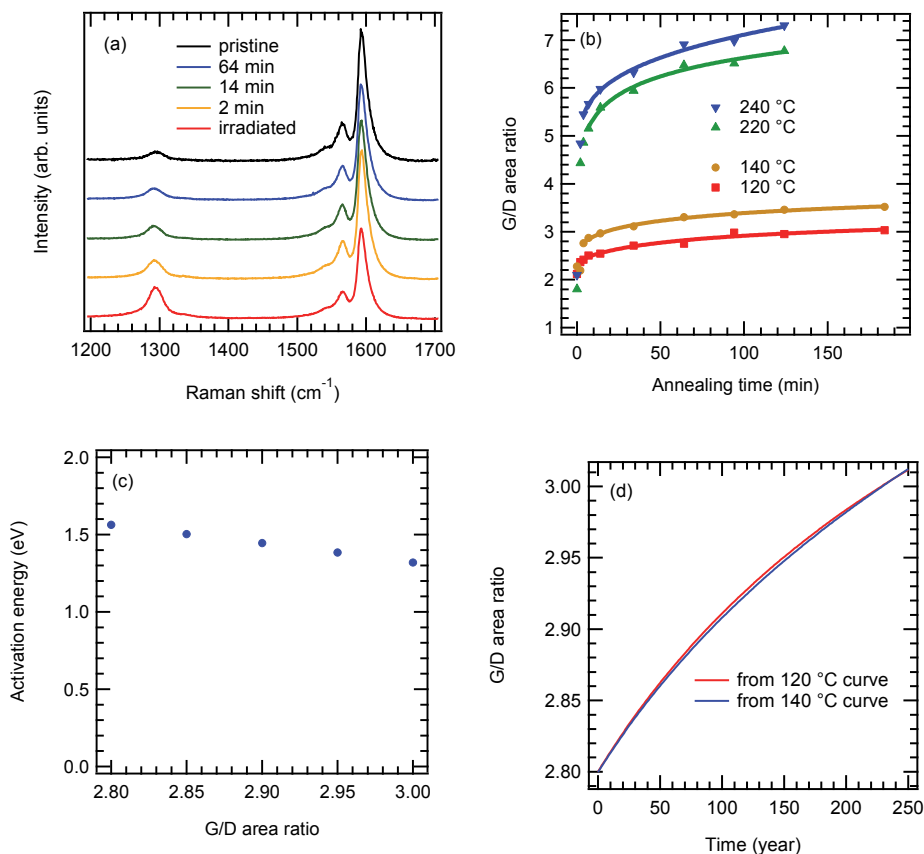 (a)
pristine
64 min
14 min
2 min
irradiated
Intensity (arb. units)
1200 1300 1400 1500 1600 1700
Raman shift (cm⁻¹)
(b)
7
6
5
4
3
2
1
G/D area ratio
240 °C
220 °C
140 °C
120 °C
0 50 100 150
Annealing time (min)
(c)
2.0
1.5
1.0
0.5
0.0
Activation energy (eV)
2.80 2.85 2.90 2.95 3.00
G/D area ratio
(d)
3.00
2.95
2.90
2.85
2.80
G/D area ratio
from 120 °C curve
from 140 °C curve
0 50 100 150 200 250
Time (year)